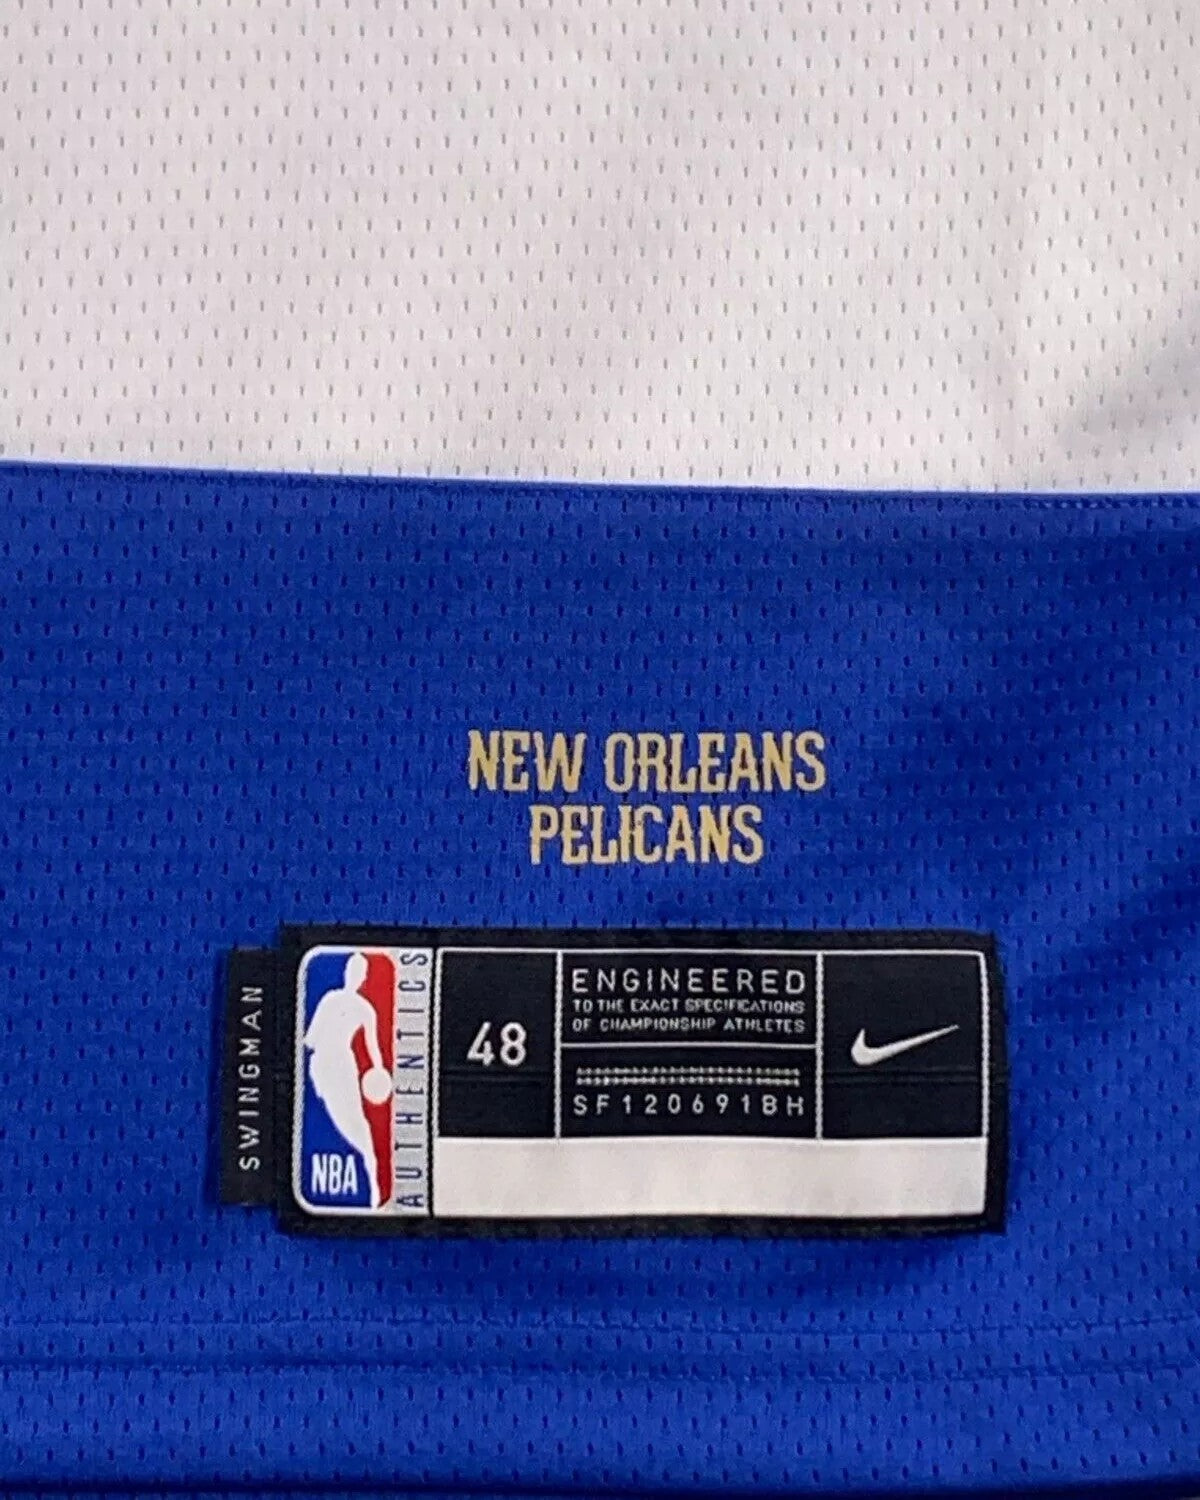 NEW ORLEANS
PELICANS
SWINGMAN
NBA
AUTHENTICS
48
ENGINEERED
TO THE EXACT SPECIFICATIONS
OF CHAMPIONSHIP ATHLETES
SF120691BH